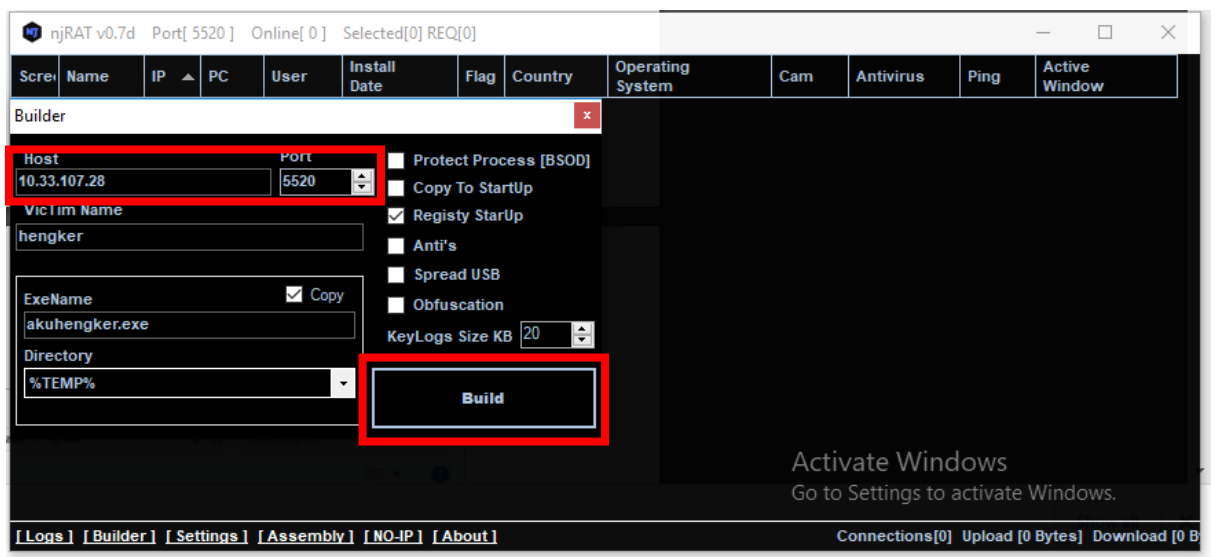 njRAT v0.7d Port[ 5520 ] Online[ 0 ] Selected[0] REQ[0]
Scree Name IP PC User Install Date Flag Country Operating System Cam Antivirus Ping Active Window
Builder
Host Port
10.33.107.28 5520
VicTim Name
hengker
ExeName Copy
akuhengker.exe
Directory
%TEMP%
Protect Process [BSOD]
Copy To StartUp
Registy StarUp
Anti's
Spread USB
Obfuscation
KeyLogs Size KB 20
Build
Activate Windows
Go to Settings to activate Windows.
[ Logs ] [ Builder ] [ Settings ] [ Assembly ] [ NO-IP ] [ About ] Connections[0] Upload [0 Bytes] Download [0 B